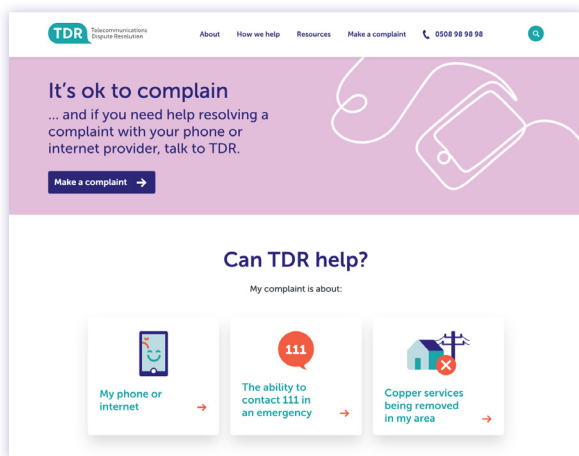 TDR Telecommunications
Dispute Resolution
About How we help Resources Make a complaint 0508 98 98 98
It's ok to complain
... and if you need help resolving a
complaint with your phone or
internet provider, talk to TDR.
Make a complaint →
Can TDR help?
My complaint is about:
My phone or
internet →
111
The ability to
contact 111 in
an emergency →
Copper services
being removed
in my area →